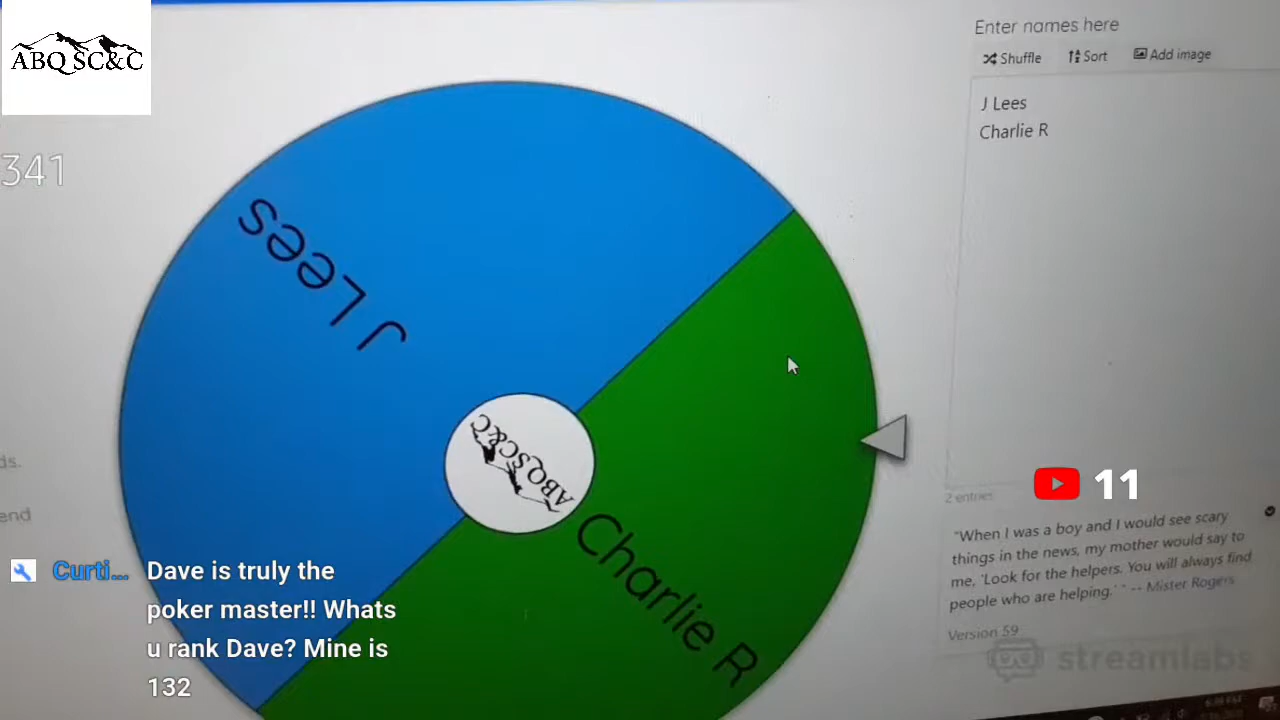 ABQ SC&C
341
Enter names here
Shuffle Sort Add image
J Lees
Charlie R
J Lees
ABQ SC&C
Charlie R
ds.
end
2 entries
11
"When I was a boy and I would see scary
things in the news, my mother would say to
me, 'Look for the helpers. You will always find
people who are helping.' " -- Mister Rogers
Version 59
streamlabs
Curti...
Dave is truly the
poker master!! Whats
u rank Dave? Mine is
132